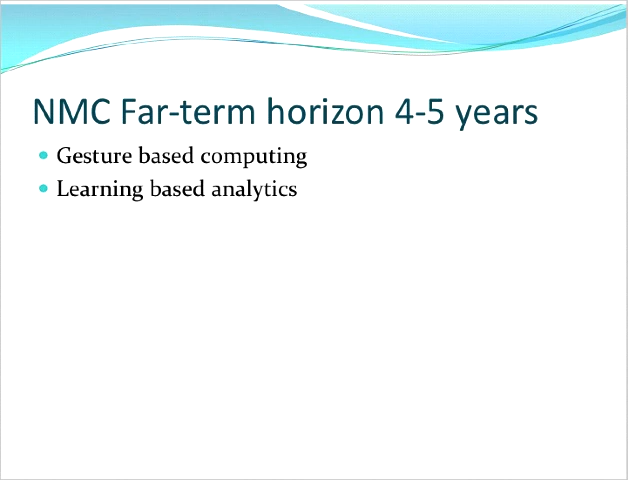 NMC Far-term horizon 4-5 years
Gesture based computing
Learning based analytics